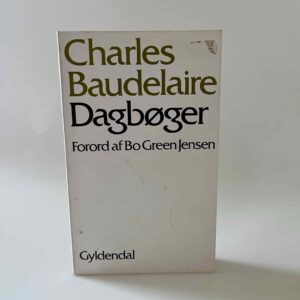 Charles
Baudelaire
Dagbøger
Forord af Bo Green Jensen
Gyldendal